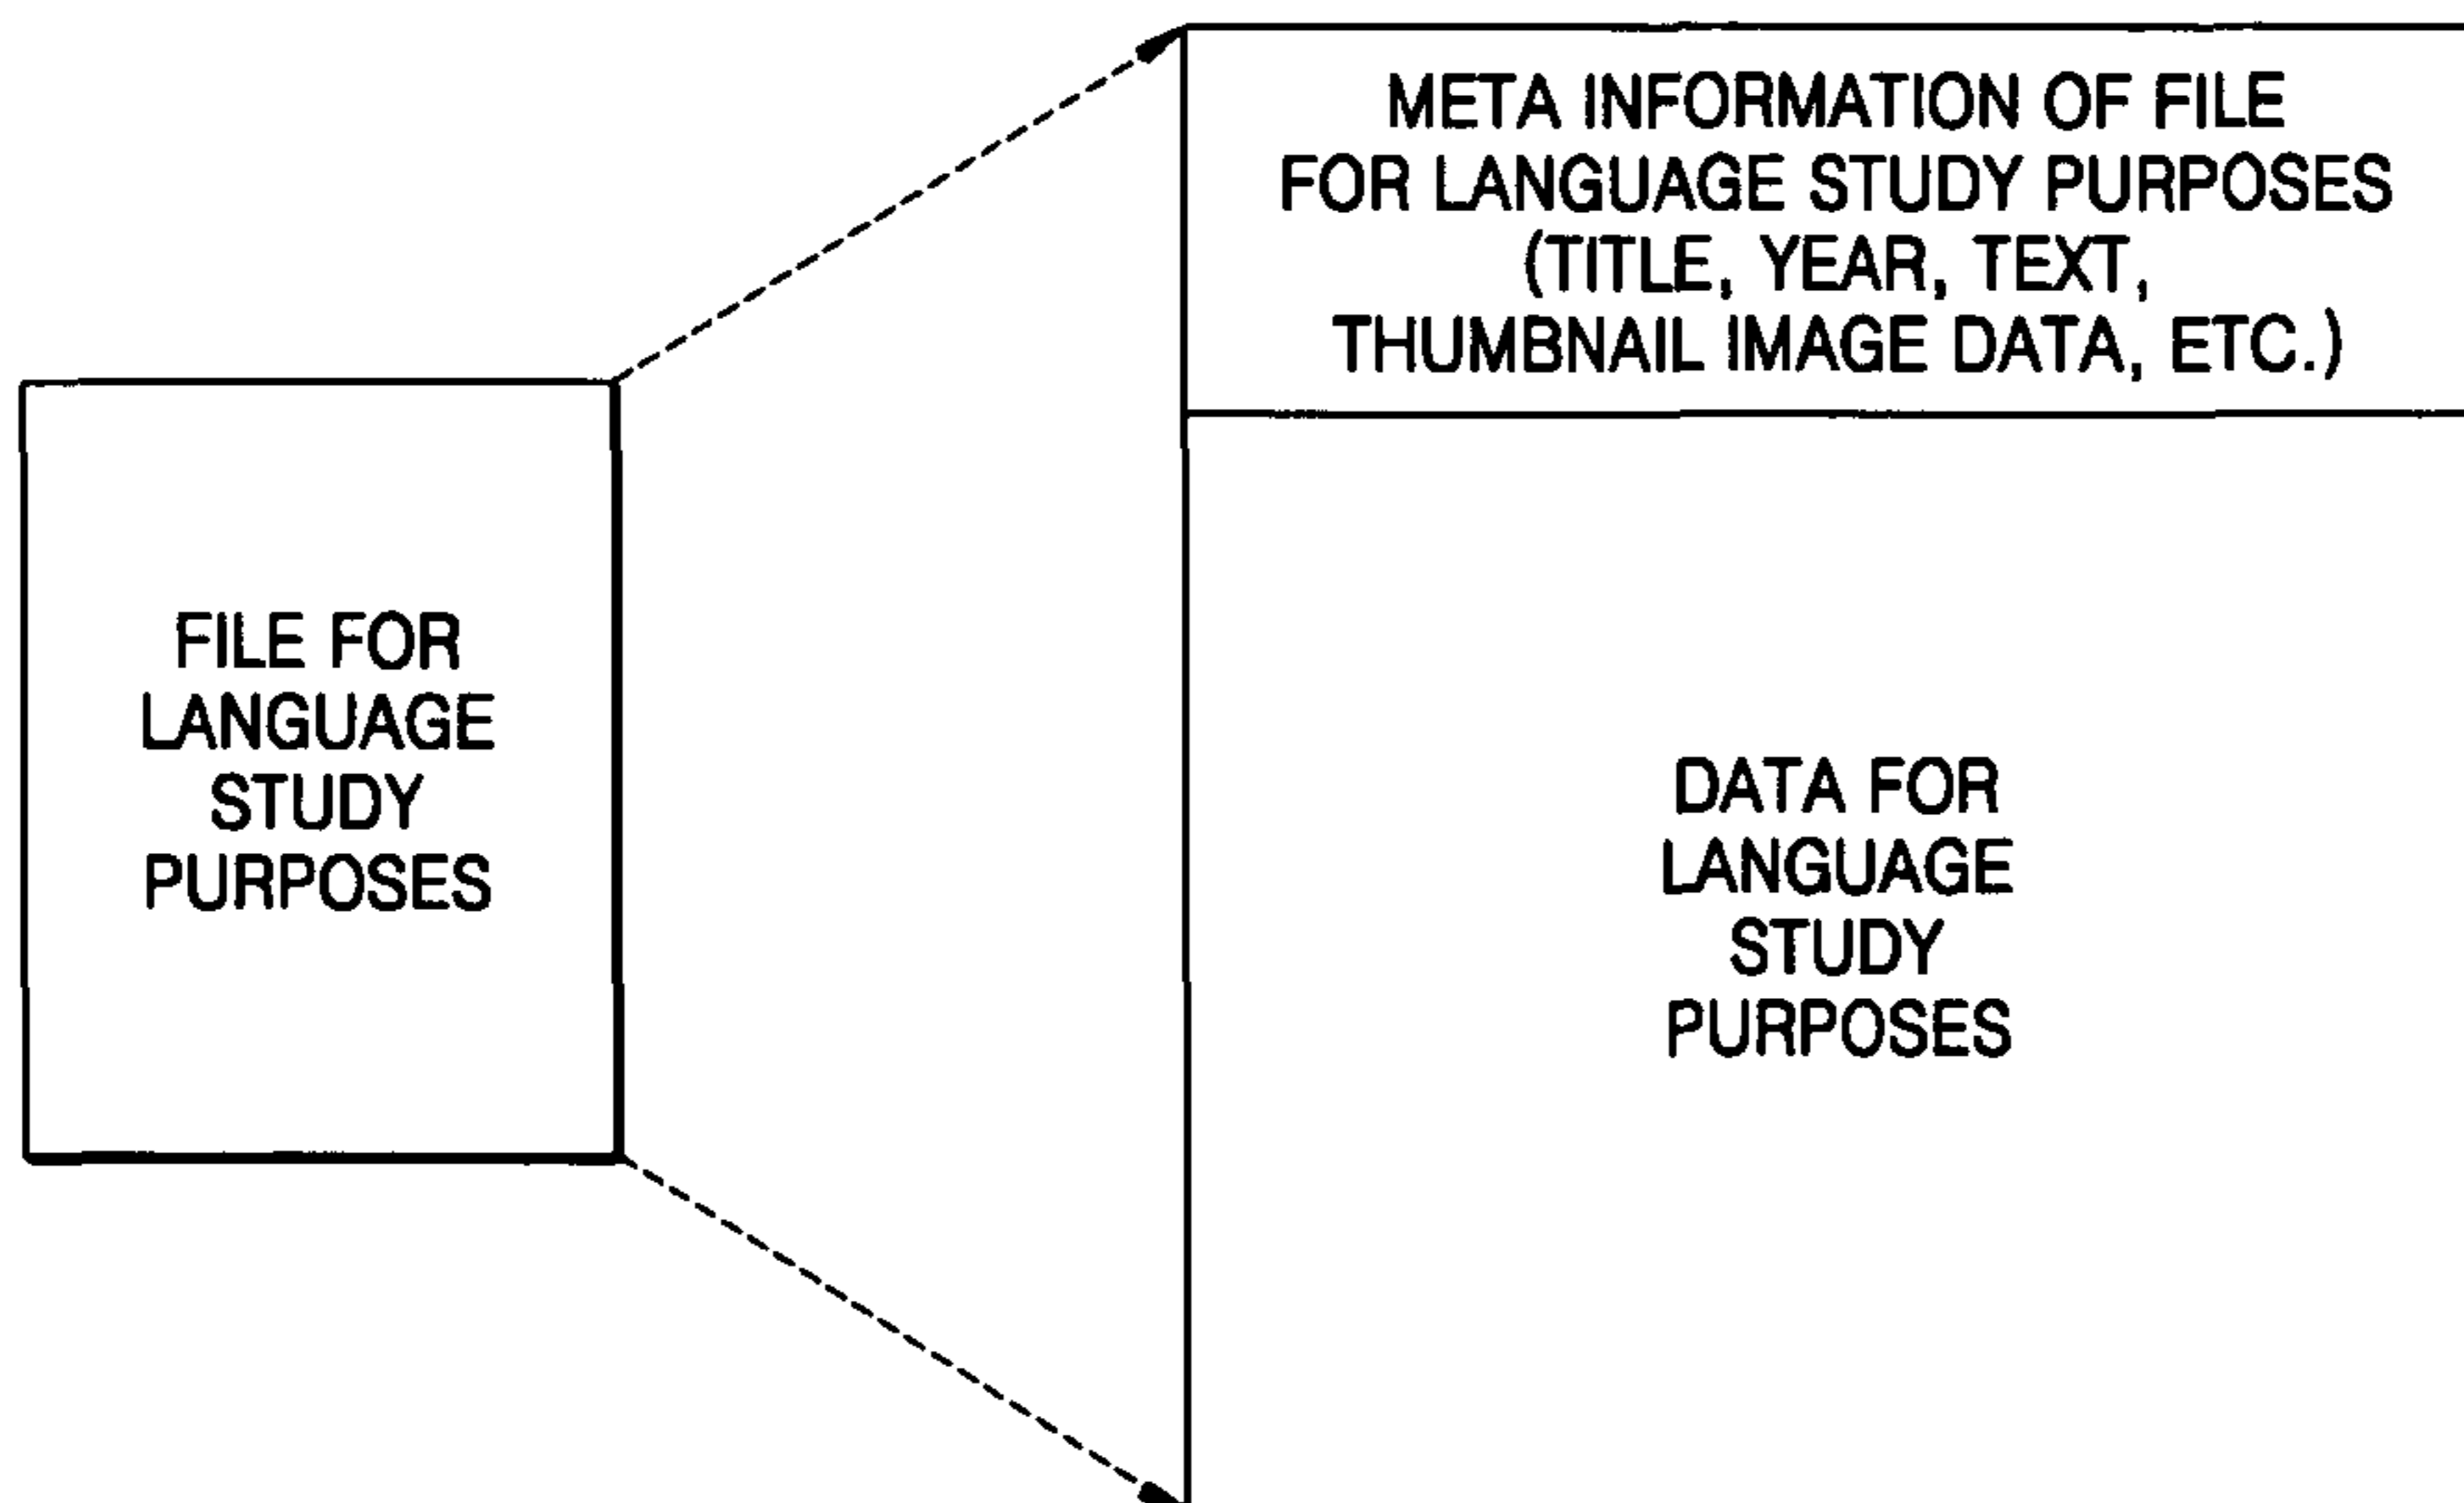 FILE FOR
LANGUAGE
STUDY
PURPOSES
META INFORMATION OF FILE
FOR LANGUAGE STUDY PURPOSES
(TITLE, YEAR, TEXT,
THUMBNAIL IMAGE DATA, ETC.)
DATA FOR
LANGUAGE
STUDY
PURPOSES